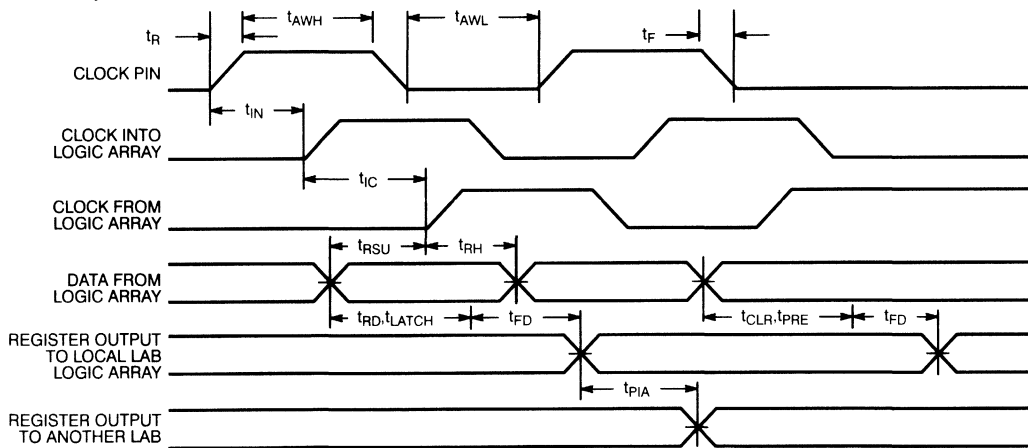 tAWH
tAWL
tR
tF
CLOCK PIN
tIN
CLOCK INTO
LOGIC ARRAY
tIC
CLOCK FROM
LOGIC ARRAY
tRSU
tRH
DATA FROM
LOGIC ARRAY
tRD,tLATCH
tFD
tCLR,tPRE
tFD
REGISTER OUTPUT
TO LOCAL LAB
LOGIC ARRAY
tPIA
REGISTER OUTPUT
TO ANOTHER LAB